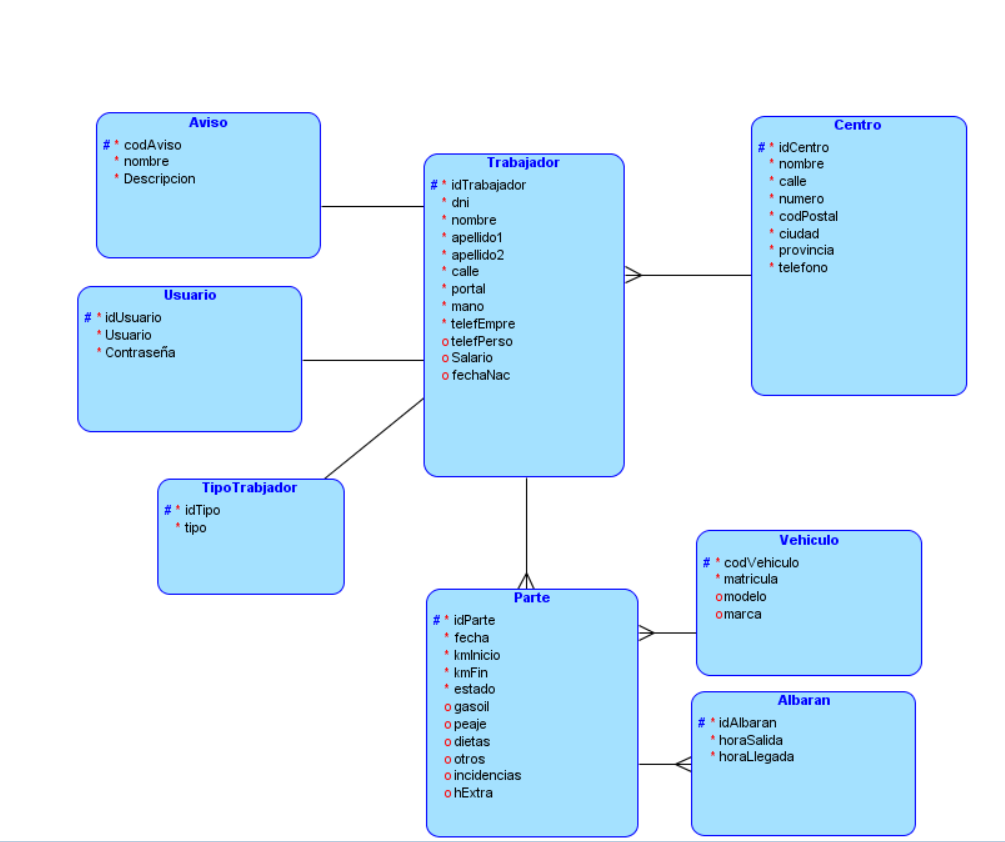 Aviso
# * codAviso
* nombre
* Descripcion
Usuario
# * idUsuario
* Usuario
* Contraseña
TipoTrabjador
# * idTipo
* tipo
Trabajador
# * idTrabajador
* dni
* nombre
* apellido1
* apellido2
* calle
* portal
* mano
* telefEmpre
o telefPerso
o Salario
o fechaNac
Centro
# * idCentro
* nombre
* calle
* numero
* codPostal
* ciudad
* provincia
* telefono
Parte
# * idParte
* fecha
* kmInicio
* kmFin
* estado
o gasoil
o peaje
o dietas
o otros
o incidencias
o hExtra
Vehiculo
# * codVehiculo
* matricula
o modelo
o marca
Albaran
# * idAlbaran
* horaSalida
* horaLlegada